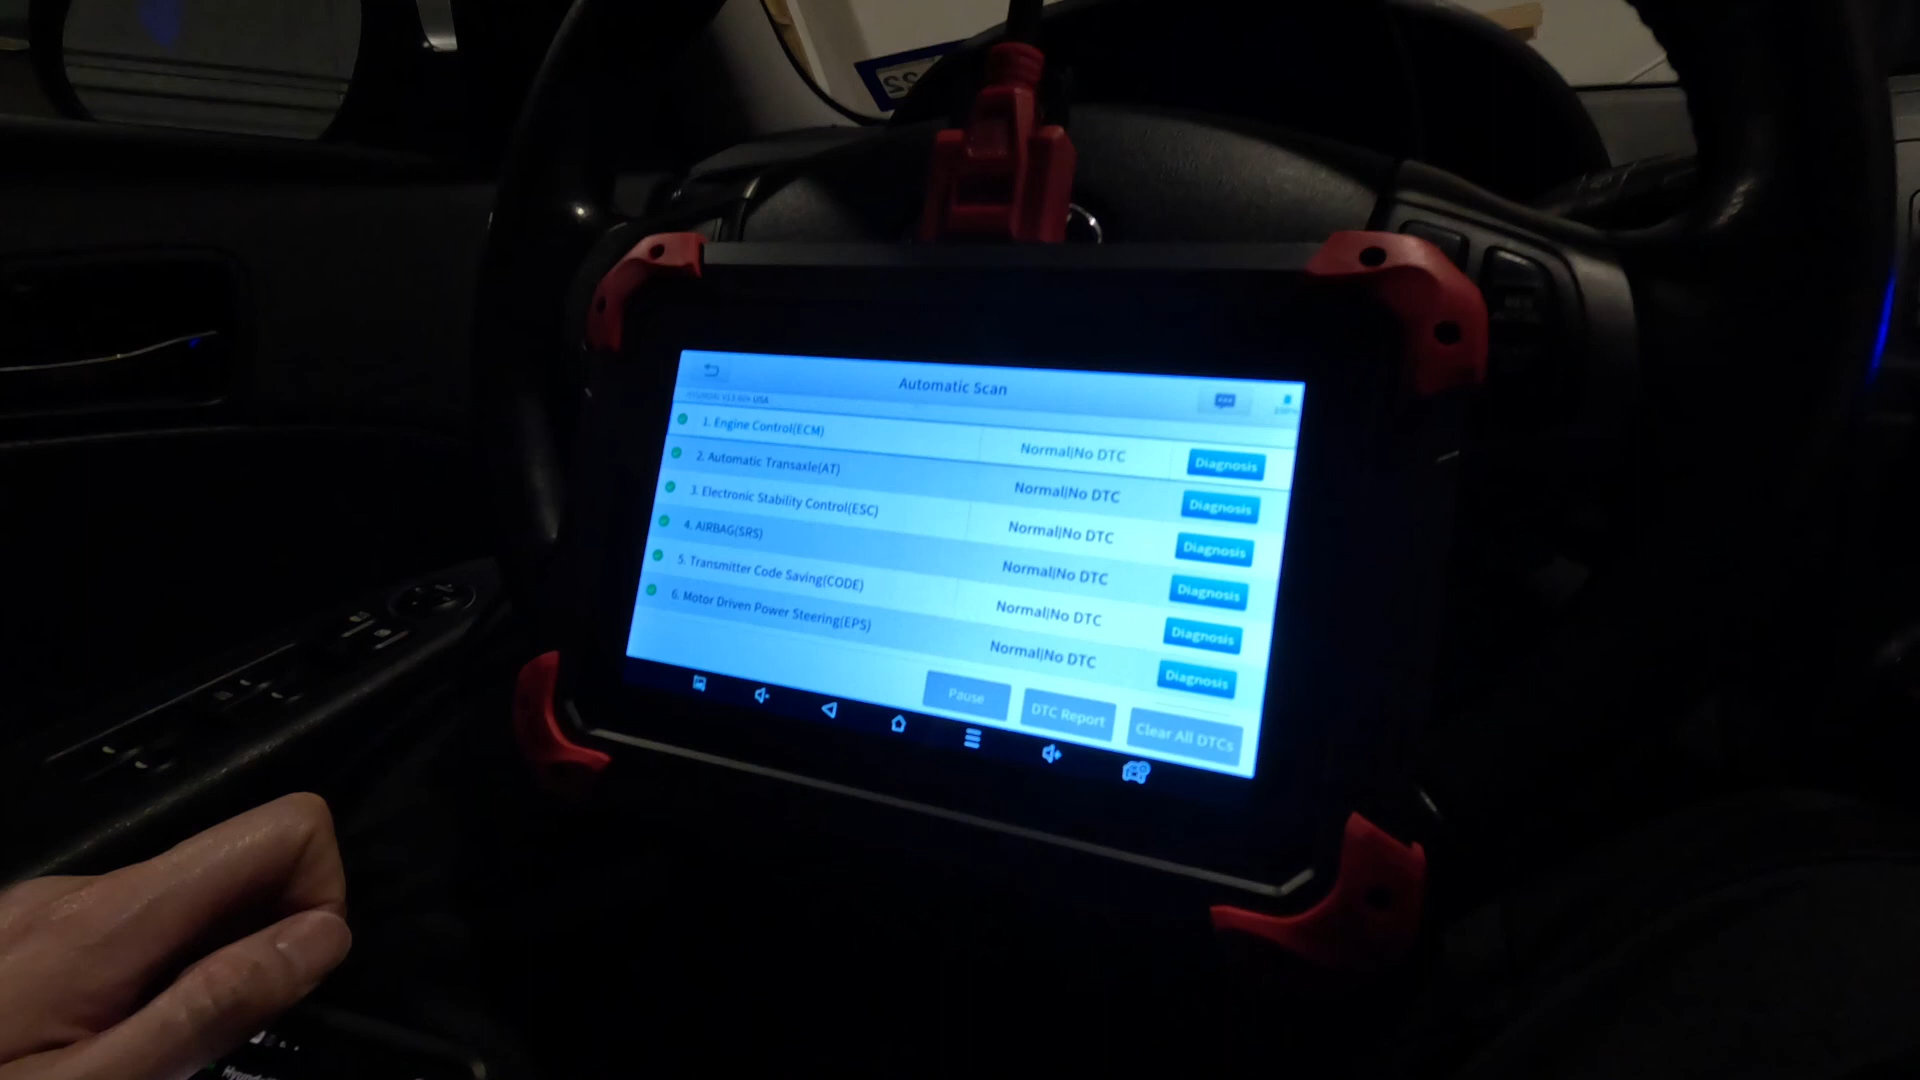 Automatic Scan
USA
1. Engine Control(ECM) Normal|No DTC Diagnosis
2. Automatic Transaxle(AT) Normal|No DTC Diagnosis
3. Electronic Stability Control(ESC) Normal|No DTC Diagnosis
4. AIRBAG(SRS) Normal|No DTC Diagnosis
5. Transmitter Code Saving(CODE) Normal|No DTC Diagnosis
6. Motor Driven Power Steering(EPS) Normal|No DTC Diagnosis
Pause DTC Report Clear All DTCs